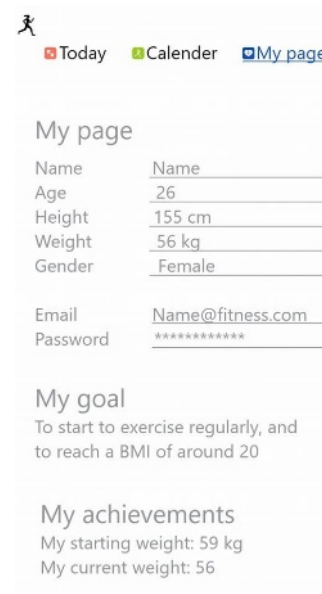 Today Calender My page
My page
Name Name
Age 26
Height 155 cm
Weight 56 kg
Gender Female
Email Name@fitness.com
Password ************
My goal
To start to exercise regularly, and
to reach a BMI of around 20
My achievements
My starting weight: 59 kg
My current weight: 56